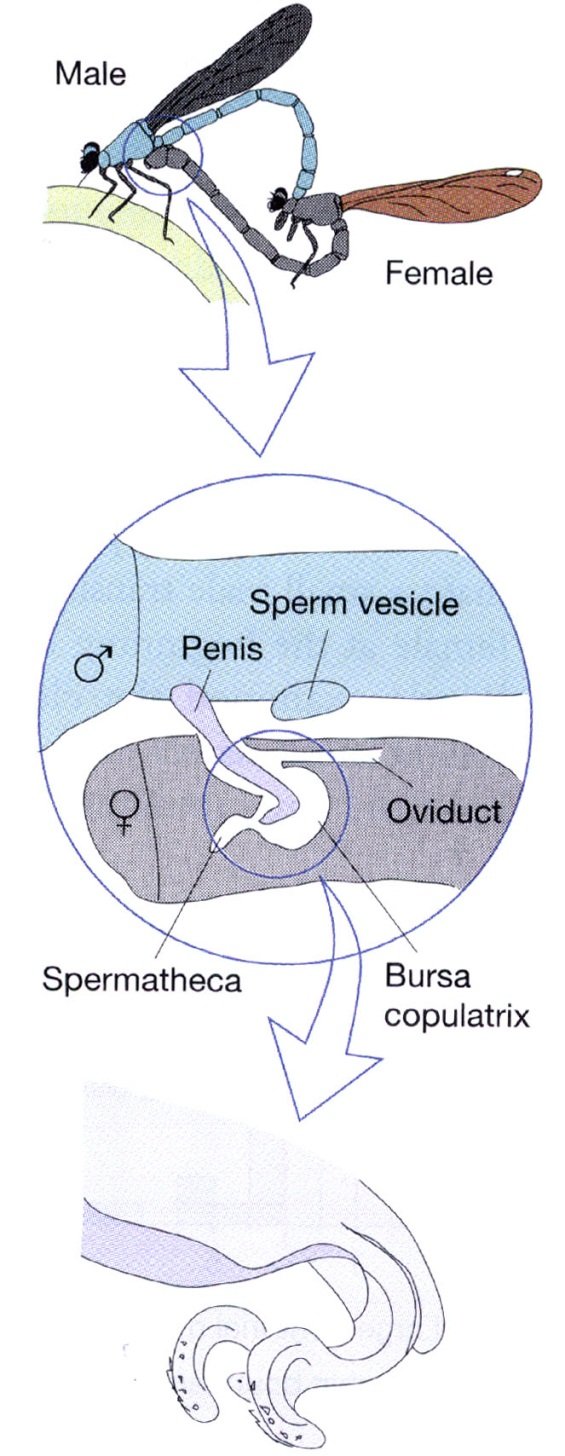 Male
Female
Sperm vesicle
Penis
♂
♀
Oviduct
Spermatheca
Bursa
copulatrix